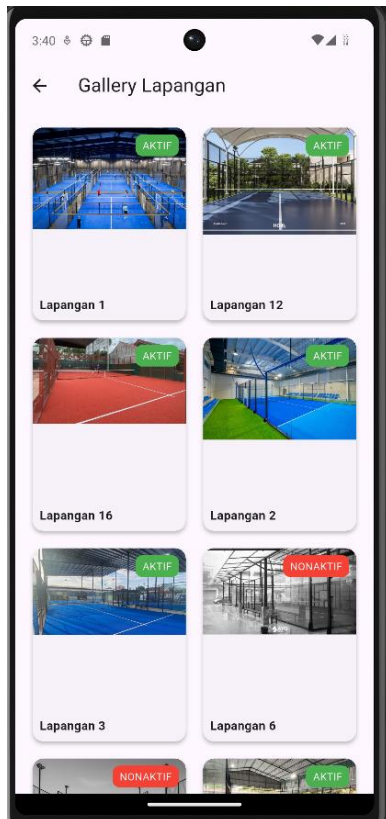 3:40
Gallery Lapangan
AKTIF
AKTIF
Lapangan 1
Lapangan 12
AKTIF
AKTIF
Lapangan 16
Lapangan 2
AKTIF
NONAKTIF
Lapangan 3
Lapangan 6
NONAKTIF
AKTIF